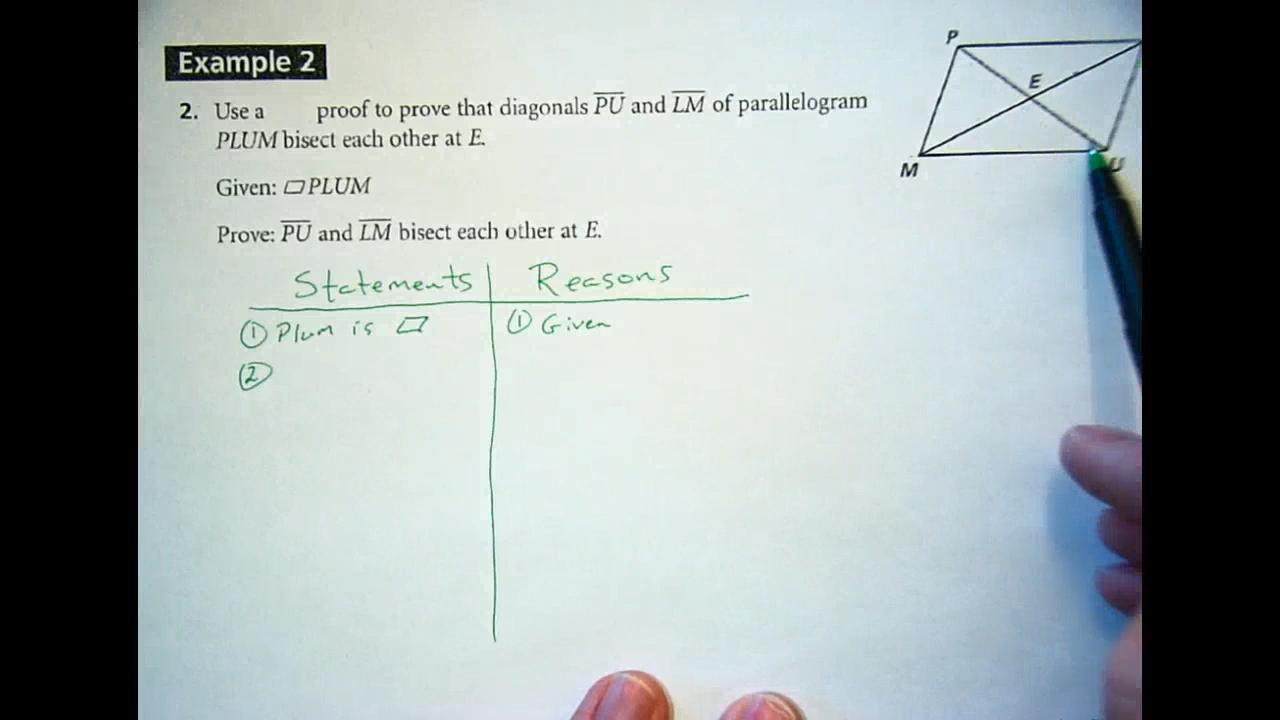 Example 2
2. Use a proof to prove that diagonals PU and LM of parallelogram
PLUM bisect each other at E.
Given: ▱PLUM
Prove: PU and LM bisect each other at E.
Statements Reasons
① Plum is ▱ ① Given
②
P
E
M
U